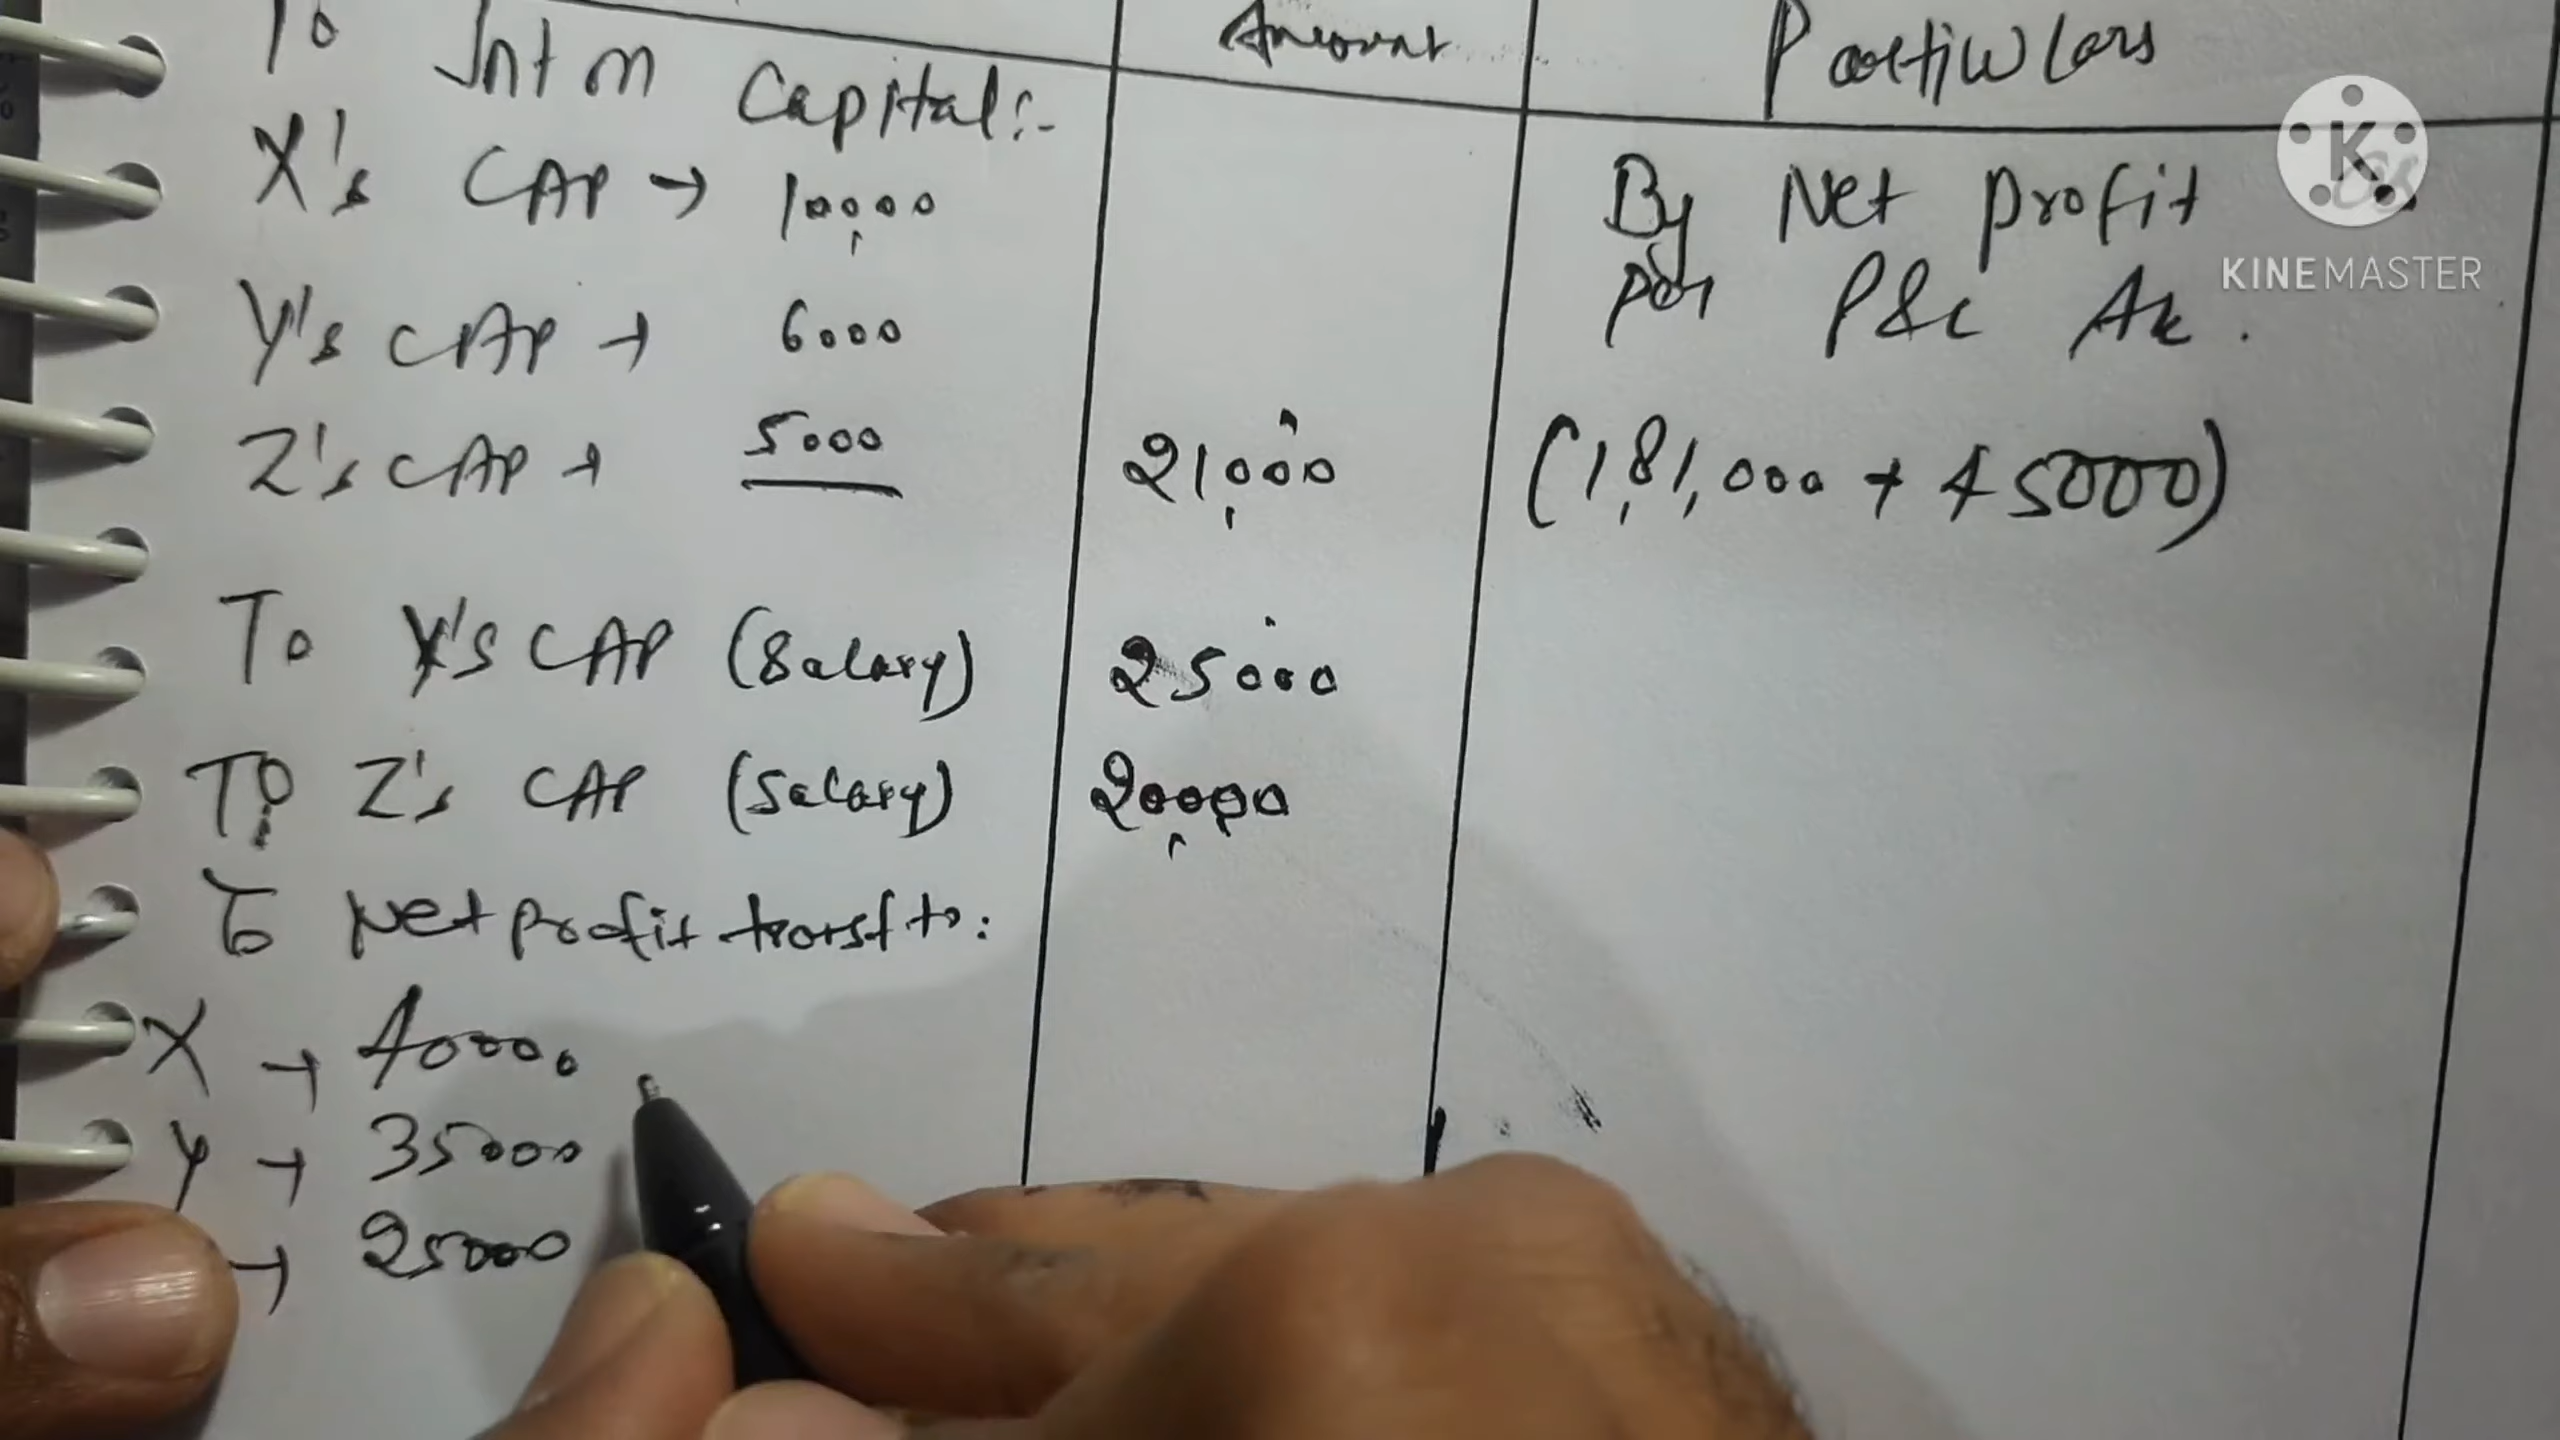 To Int on Capital:-
Amount
Particulars
X's CAP → 10,000
By Net profit
Y's CAP → 6000
per P&L A/c.
Z's CAP → 5000
21,000
(1,81,000 + 45000)
To Y's CAP (Salary) 25000
To Z's CAP (Salary) 20,000
To Net profit transf to:
X → 40000
Y → 35000
→ 25000
KINEMASTER